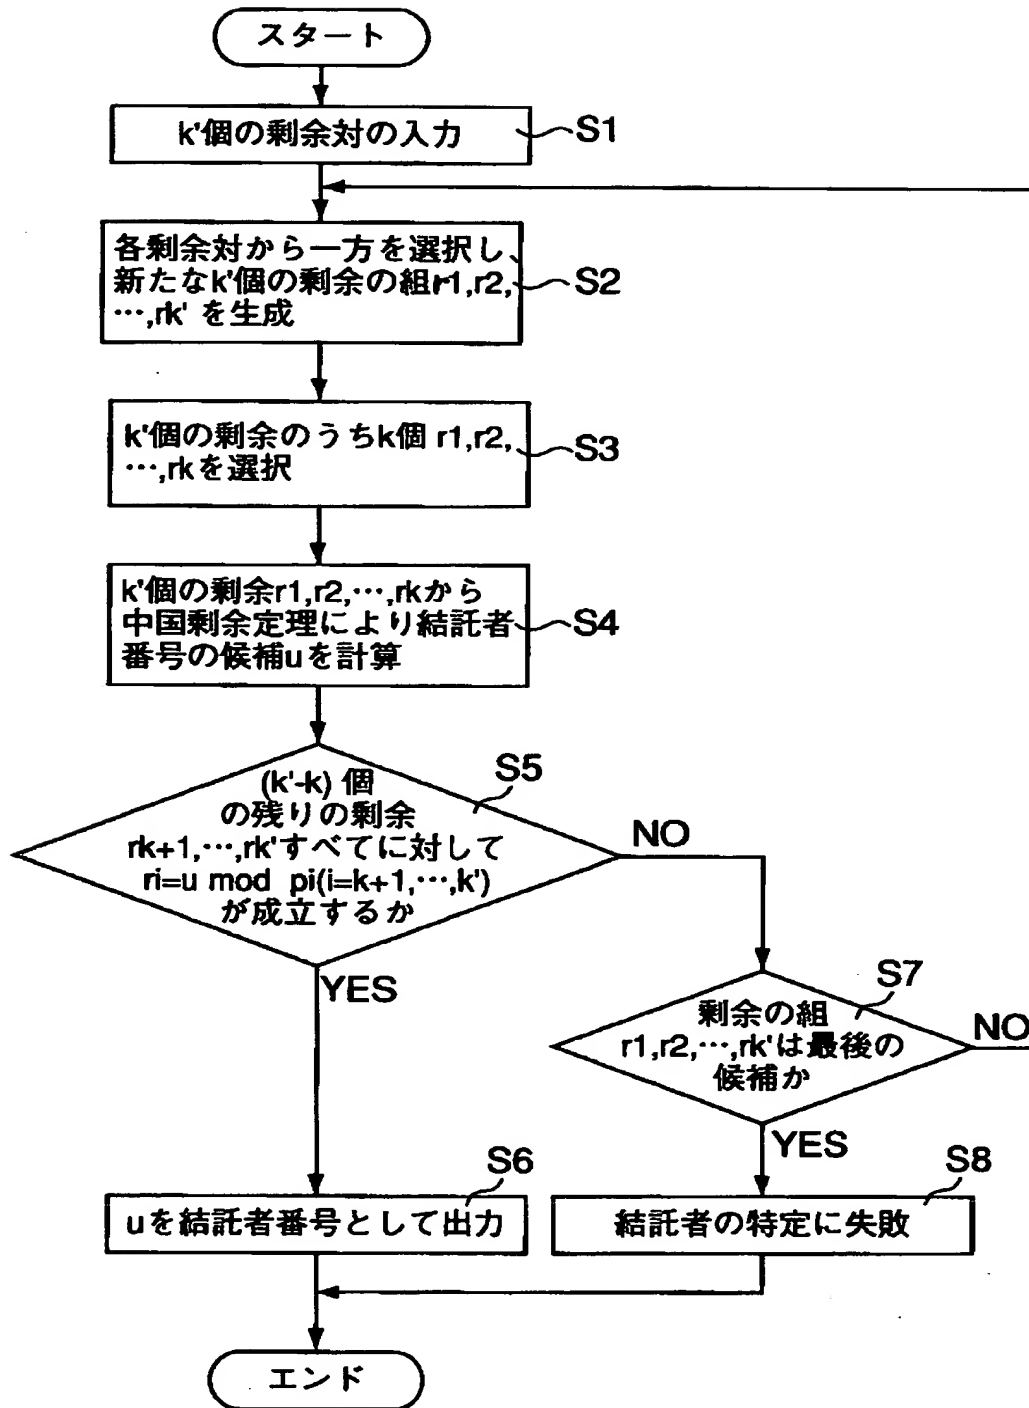 スタート
k'個の剰余対の入力
S1
各剰余対から一方を選択し、
新たなk'個の剰余の組r1,r2,
…,rk' を生成
S2
k'個の剰余のうちk個 r1,r2,
…,rkを選択
S3
k'個の剰余r1,r2,…,rkから
中国剰余定理により結託者
番号の候補uを計算
S4
(k'-k) 個
の残りの剰余
rk+1,…,rk'すべてに対して
ri=u mod pi(i=k+1,…,k')
が成立するか
S5
NO
YES
剰余の組
r1,r2,…,rk'は最後の
候補か
S7
NO
YES
uを結託者番号として出力
S6
結託者の特定に失敗
S8
エンド